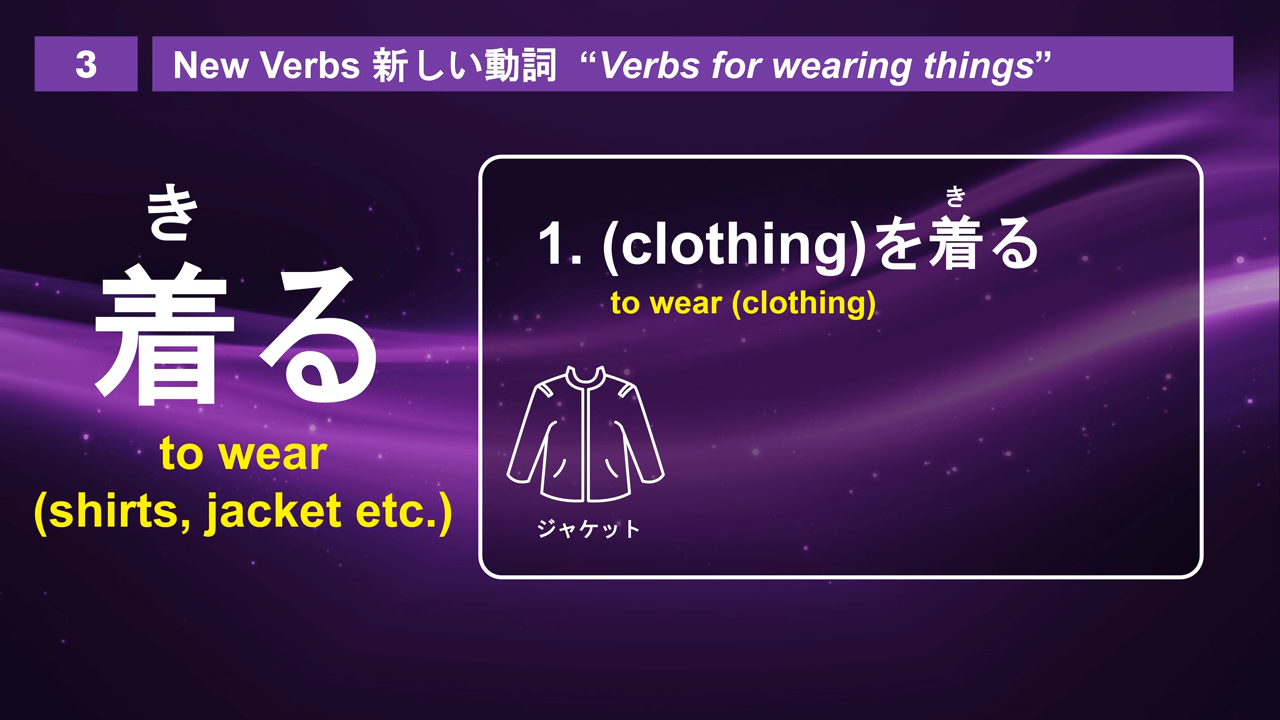 3
New Verbs 新しい動詞 “Verbs for wearing things”
き
着る
to wear
(shirts, jacket etc.)
き
1. (clothing)を着る
to wear (clothing)
ジャケット